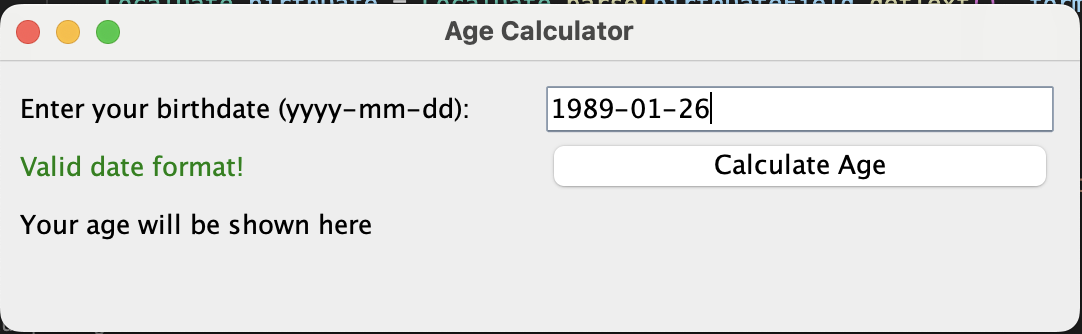 Age Calculator
Enter your birthdate (yyyy-mm-dd):
1989-01-26
Valid date format!
Calculate Age
Your age will be shown here